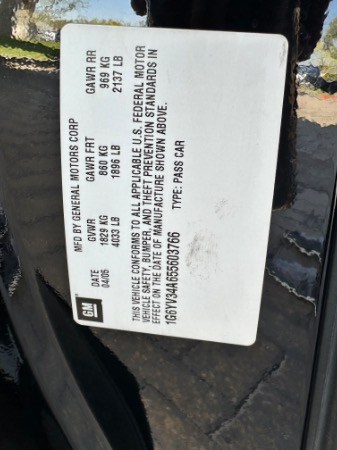 MFD BY GENERAL MOTORS CORP
DATE GVWR GAWR FRT GAWR RR
04/05 1829 KG 860 KG 969 KG
4033 LB 1896 LB 2137 LB
GM
THIS VEHICLE CONFORMS TO ALL APPLICABLE U.S. FEDERAL MOTOR
VEHICLE SAFETY, BUMPER, AND THEFT PREVENTION STANDARDS IN
EFFECT ON THE DATE OF MANUFACTURE SHOWN ABOVE.
1G6YV34A655603766 TYPE: PASS CAR